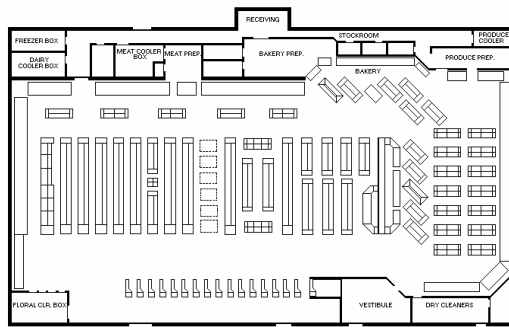 RECEIVING
FREEZER BOX
DAIRY
COOLER BOX
MEAT COOLER
BOX
MEAT PREP.
BAKERY PREP.
STOCKROOM
BAKERY
PRODUCE
COOLER
PRODUCE PREP.
FLORAL CLR. BOX
VESTIBULE
DRY CLEANERS